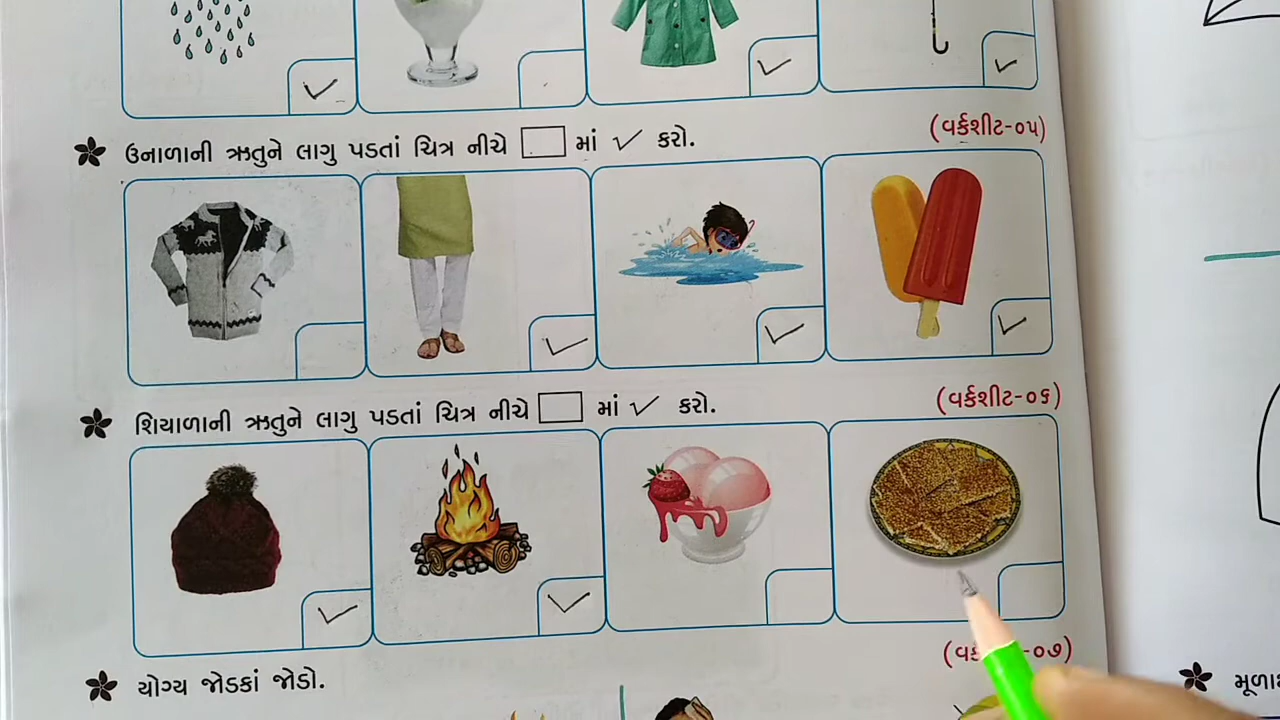 (વર્કશીટ-૦૫)
ઉનાળાની ઋતુને લાગુ પડતાં ચિત્ર નીચે માં ✓ કરો.
(વર્કશીટ-૦૬)
શિયાળાની ઋતુને લાગુ પડતાં ચિત્ર નીચે માં ✓ કરો.
યોગ્ય જોડકાં જોડો.